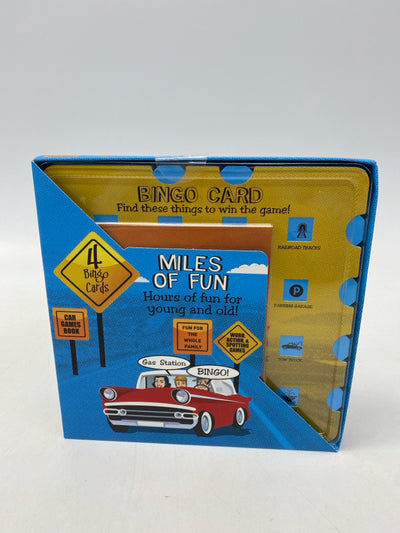 BINGO CARD
Find these things to win the game!
RAILROAD TRACKS
4
Bingo
Cards
MILES
OF FUN
Hours of fun for
young and old!
P
PARKING GARAGE
CAR
GAMES
BOOK
FUN FOR
THE
WHOLE
FAMILY
WORD,
ACTION, &
SPOTTING
GAMES
TOW TRUCK
Gas Station
BINGO!